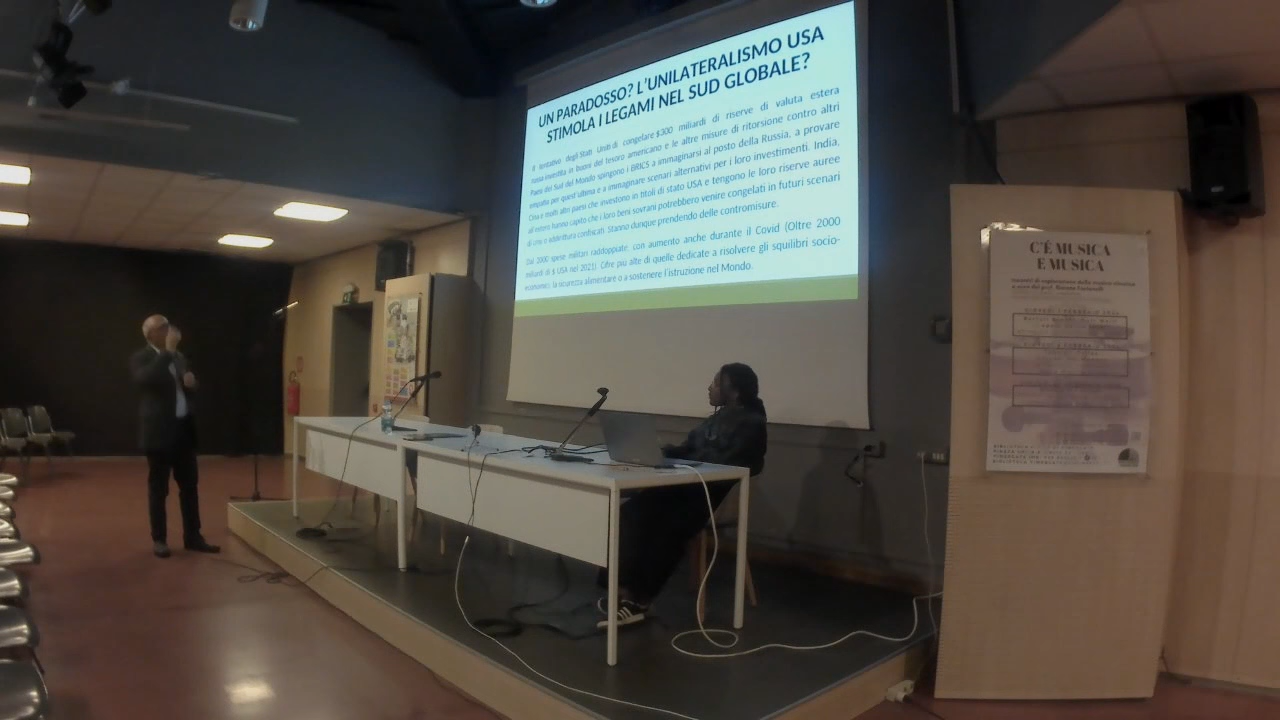 UN PARADOSSO? L'UNILATERALISMO USA
STIMOLA I LEGAMI NEL SUD GLOBALE?
Il tentativo degli Stati Uniti di congelare $300 miliardi di riserve di valuta estera
russa investita in buoni del tesoro americano e le altre misure di ritorsione contro altri
Paesi del Sud del Mondo spingono i BRICS a immaginarsi al posto della Russia, a provare
empatia per quest'ultima e a immaginare scenari alternativi per i loro investimenti. India,
Cina e molti altri paesi che investono in titoli di stato USA e tengono le loro riserve auree
all'estero hanno capito che i loro beni sovrani potrebbero venire congelati in futuri scenari
di crisi o addirittura confiscati. Stanno dunque prendendo delle contromisure.
Dal 2000 spese militari raddoppiate, con aumento anche durante il Covid (Oltre 2000
miliardi di $ USA nel 2021). Cifre più alte di quelle dedicate a risolvere gli squilibri socio-
economici, la sicurezza alimentare o a sostenere l'istruzione nel Mondo.
C'È MUSICA
E MUSICA